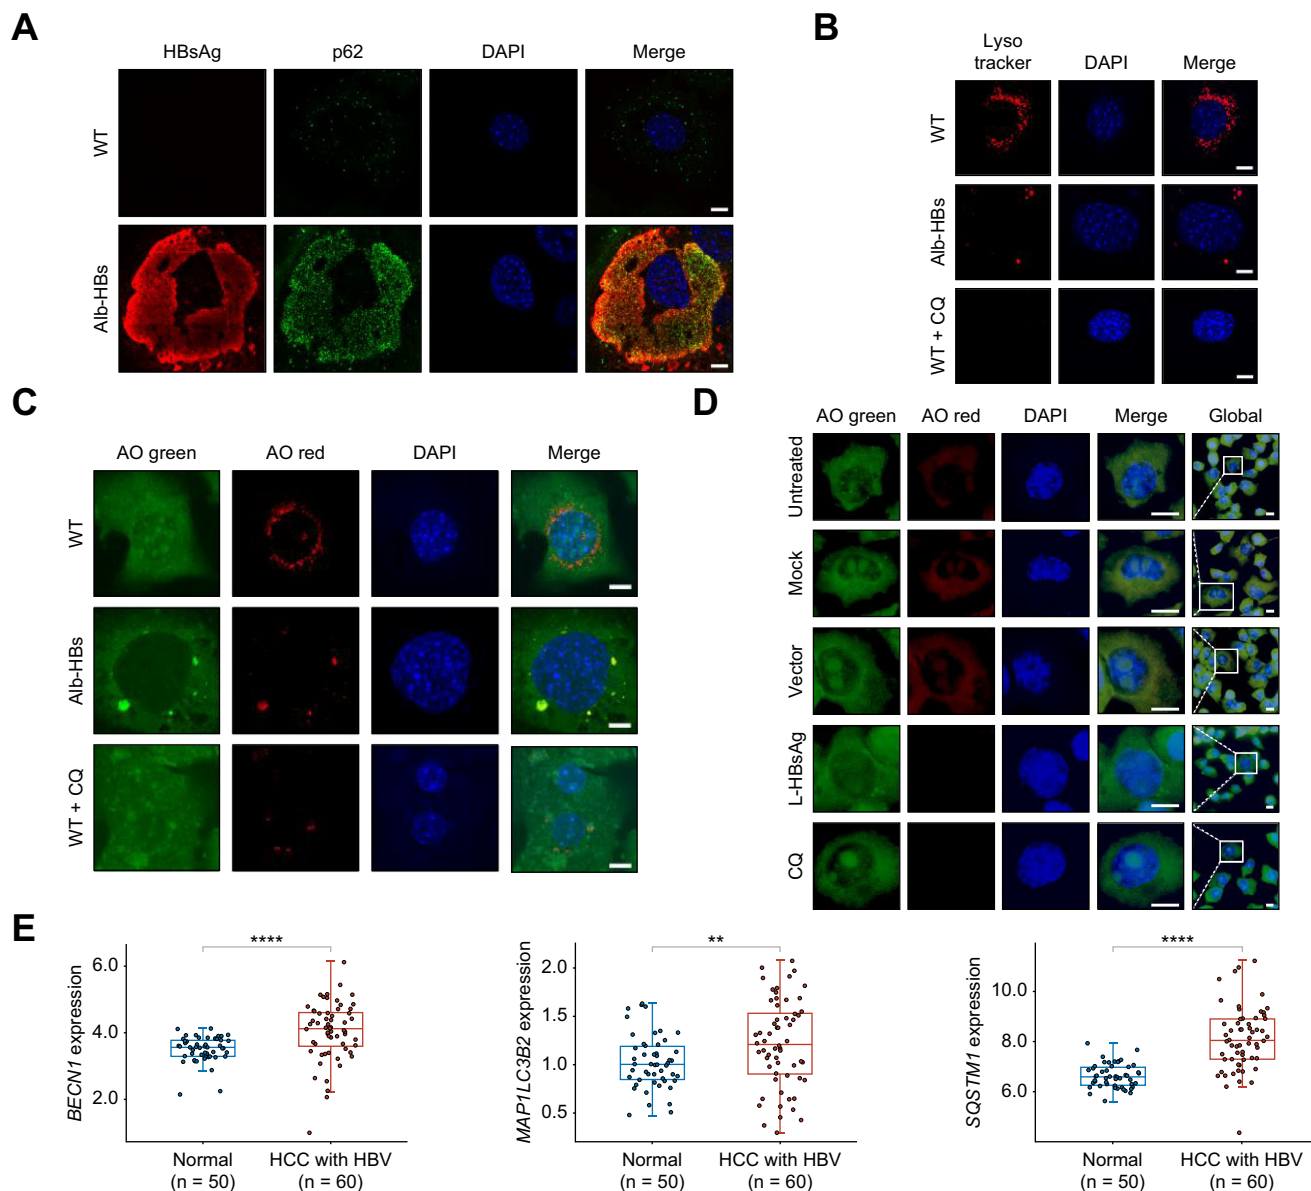 A
HBsAg p62 DAPI Merge
WT
Alb-HBs
B
Lyso
tracker DAPI Merge
WT
Alb-HBs
WT + CQ
C
AO green AO red DAPI Merge
WT
Alb-HBs
WT + CQ
D
AO green AO red DAPI Merge Global
Untreated
Mock
Vector
L-HBsAg
CQ
E
BECN1 expression
6.0
4.0
2.0
****
Normal HCC with HBV
(n = 50) (n = 60)
MAP1LC3B2 expression
2.0
1.5
1.0
0.5
**
Normal HCC with HBV
(n = 50) (n = 60)
SQSTM1 expression
10.0
8.0
6.0
****
Normal HCC with HBV
(n = 50) (n = 60)